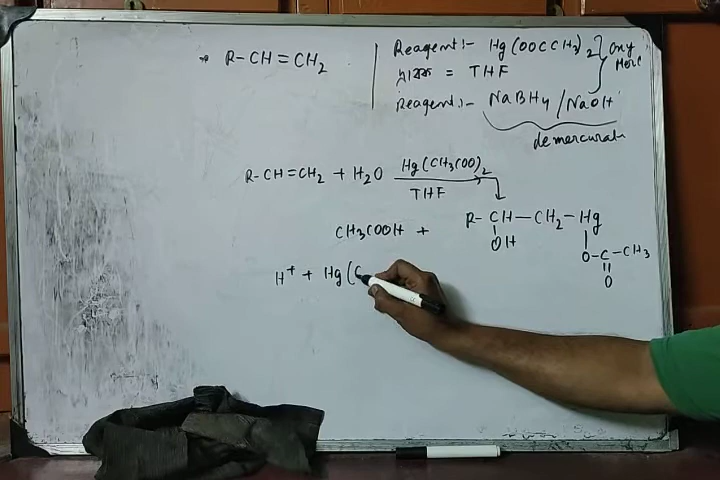 → R-CH=CH₂
Reagent:- Hg(OOCCH₃)₂] Oxy
Merc
দ্রাবক = THF
Reagent:- NaBH₄/NaOH
demercurati
R-CH=CH₂ + H₂O Hg(CH₃COO)₂
THF
CH₃COOH + R-CH-CH₂-Hg
OH
O-C-CH₃
O
H⁺ + Hg(C